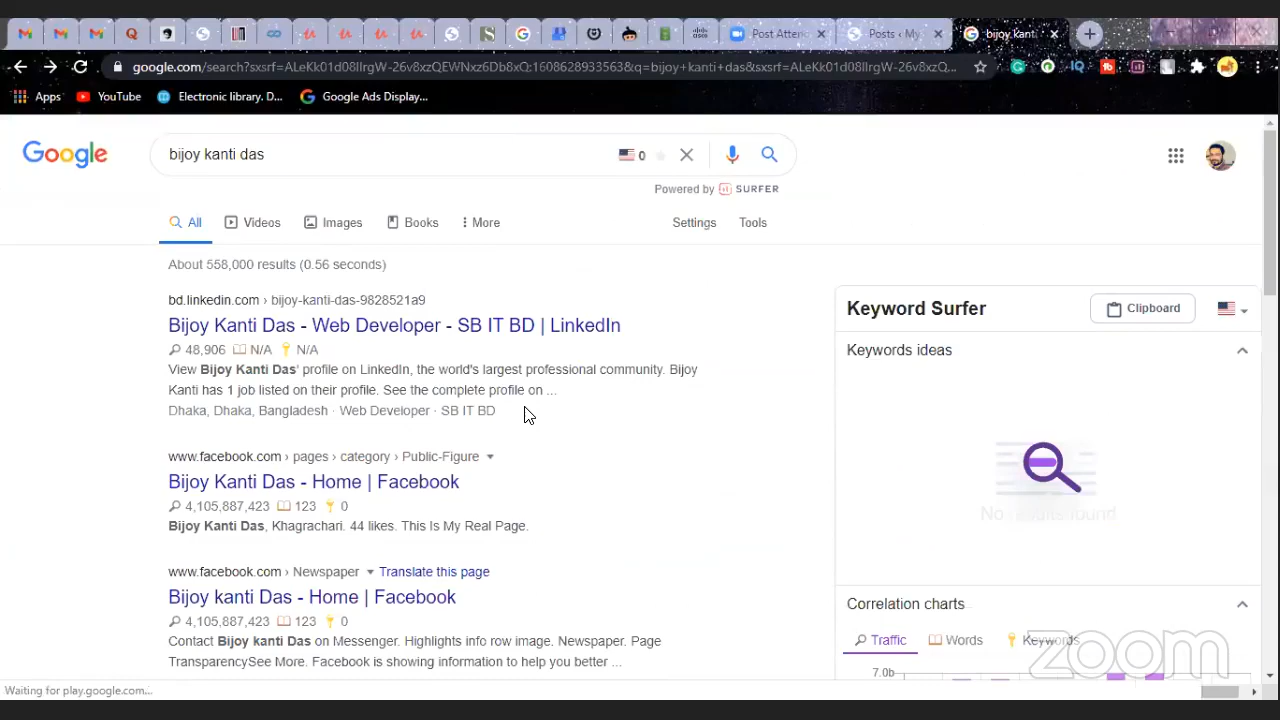 Post Atten
Posts ‹ My
bijoy kant
google.com/search?sxsrf=ALeKk01d08IlrgW-26v8xzQEWNxz6Db8xQ:1608628933563&q=bijoy+kanti+das&sxsrf=ALeKk01d08IlrgW-26v8xzQ...
Apps
YouTube
Electronic library. D...
Google Ads Display...
Google
bijoy kanti das
0
Powered by SURFER
All
Videos
Images
Books
More
Settings
Tools
About 558,000 results (0.56 seconds)
bd.linkedin.com › bijoy-kanti-das-9828521a9
Bijoy Kanti Das - Web Developer - SB IT BD | LinkedIn
48,906 N/A N/A
View Bijoy Kanti Das' profile on LinkedIn, the world's largest professional community. Bijoy
Kanti has 1 job listed on their profile. See the complete profile on ...
Dhaka, Dhaka, Bangladesh · Web Developer · SB IT BD
www.facebook.com › pages › category › Public-Figure
Bijoy Kanti Das - Home | Facebook
4,105,887,423 123 0
Bijoy Kanti Das, Khagrachari. 44 likes. This Is My Real Page.
www.facebook.com › Newspaper Translate this page
Bijoy kanti Das - Home | Facebook
4,105,887,423 123 0
Contact Bijoy kanti Das on Messenger. Highlights info row image. Newspaper. Page
TransparencySee More. Facebook is showing information to help you better ...
Keyword Surfer
Clipboard
Keywords ideas
No results found
Correlation charts
Traffic
Words
Keywords
7.0b
zoom
Waiting for play.google.com...